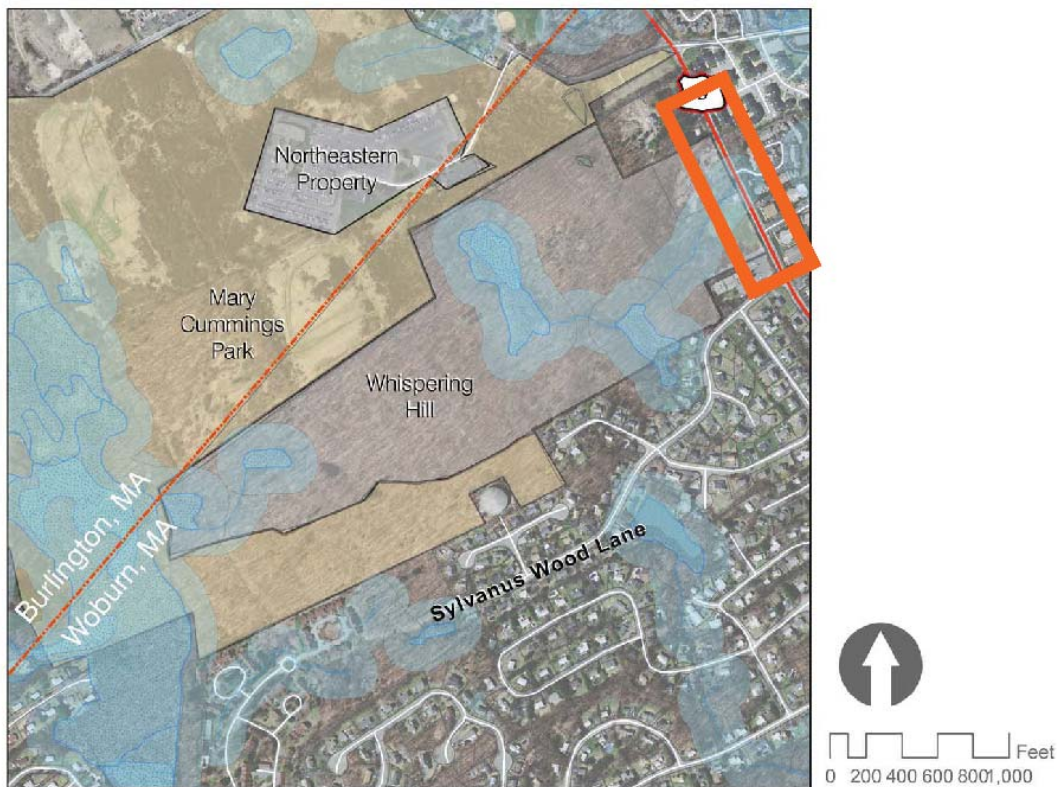 Northeastern
Property
Mary
Cummings
Park
Whispering
Hill
Burlington, MA
Woburn, MA
Sylvanus Wood Lane
Feet
0 200 400 600 8001,000